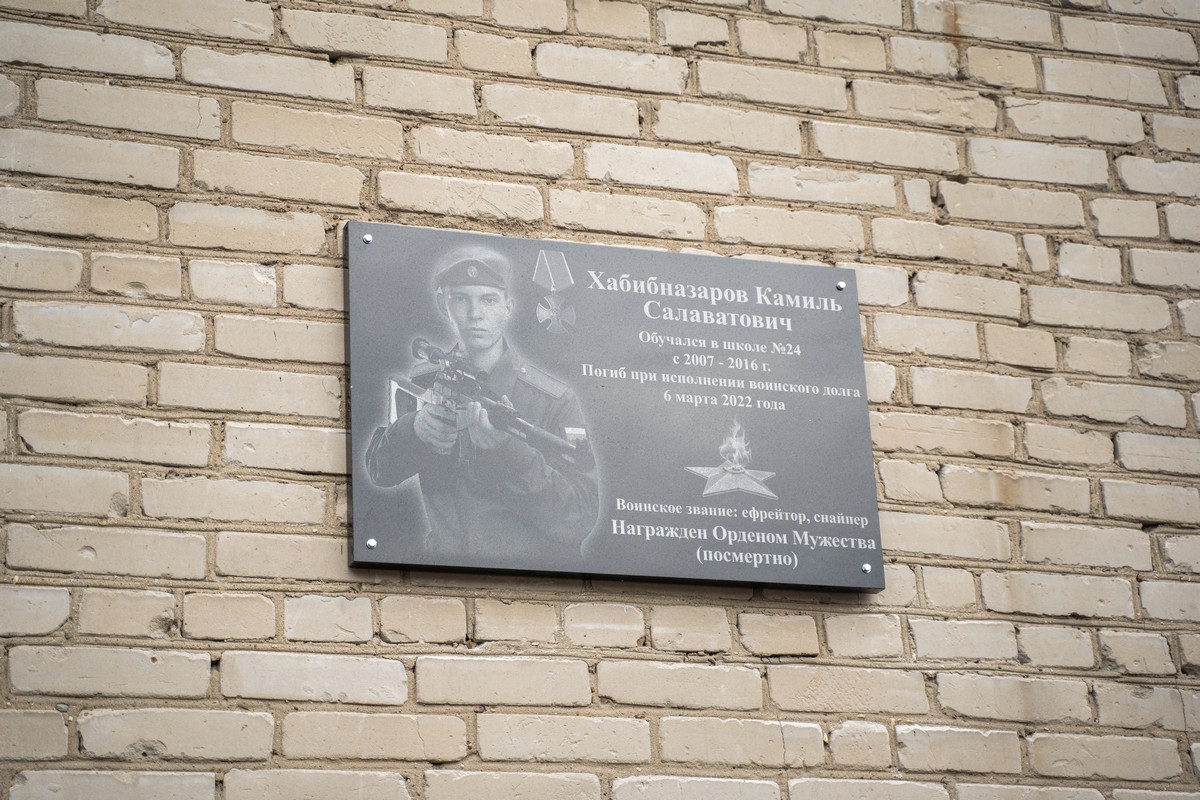 Хабибназаров Камиль
Салаватович
Обучался в школе №24
с 2007 - 2016 г.
Погиб при исполнении воинского долга
6 марта 2022 года
Воинское звание: ефрейтор, снайпер
Награжден Орденом Мужества
(посмертно)